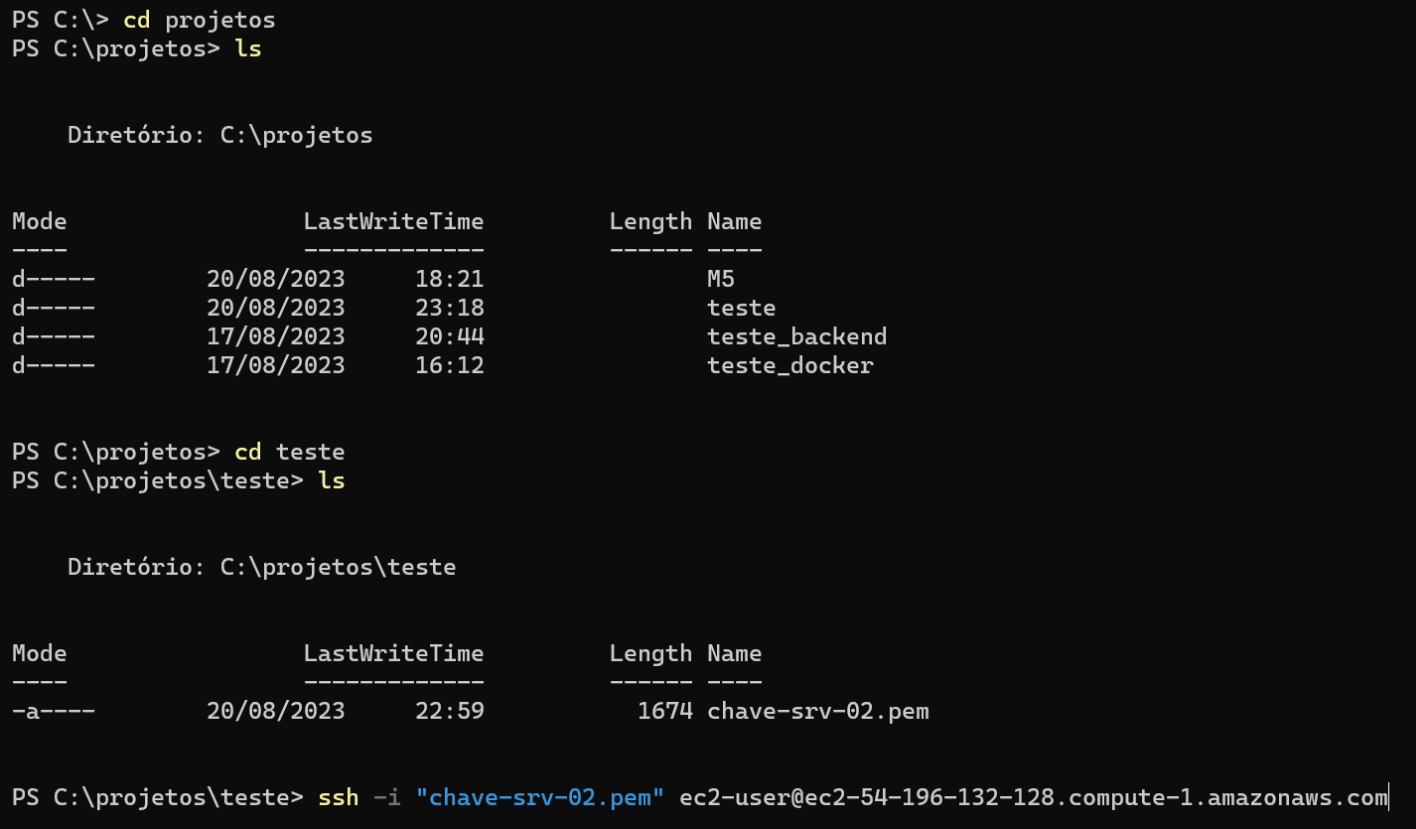 PS C:\> cd projetos
PS C:\projetos> ls
Diretório: C:\projetos
Mode LastWriteTime Length Name
---- ------------- ------ ----
d----- 20/08/2023 18:21 M5
d----- 20/08/2023 23:18 teste
d----- 17/08/2023 20:44 teste_backend
d----- 17/08/2023 16:12 teste_docker
PS C:\projetos> cd teste
PS C:\projetos\teste> ls
Diretório: C:\projetos\teste
Mode LastWriteTime Length Name
---- ------------- ------ ----
-a---- 20/08/2023 22:59 1674 chave-srv-02.pem
PS C:\projetos\teste> ssh -i "chave-srv-02.pem" ec2-user@ec2-54-196-132-128.compute-1.amazonaws.com